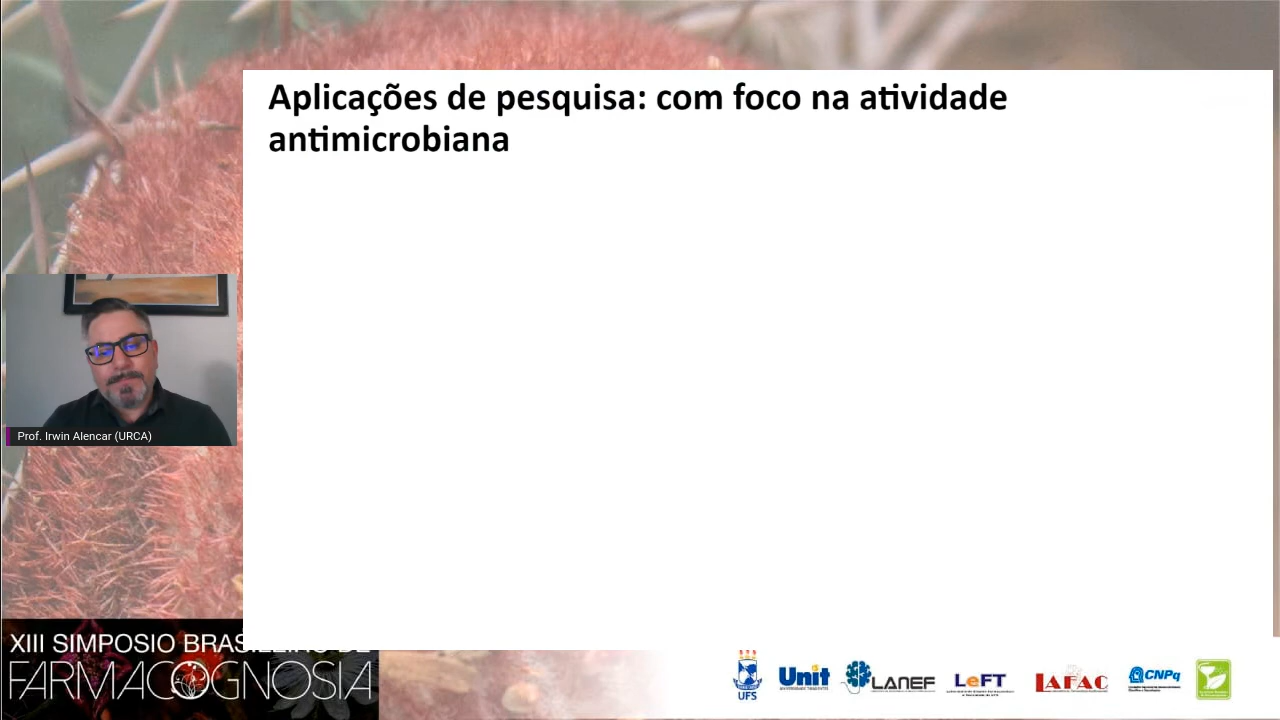 Aplicações de pesquisa: com foco na atividade
antimicrobiana
Prof. Irwin Alencar (URCA)
XIII SIMPOSIO BRASILEIRO DE
FARMACOGNOSIA
UFS
Unit
LANEF
LeFT
LAFAC
CNPq